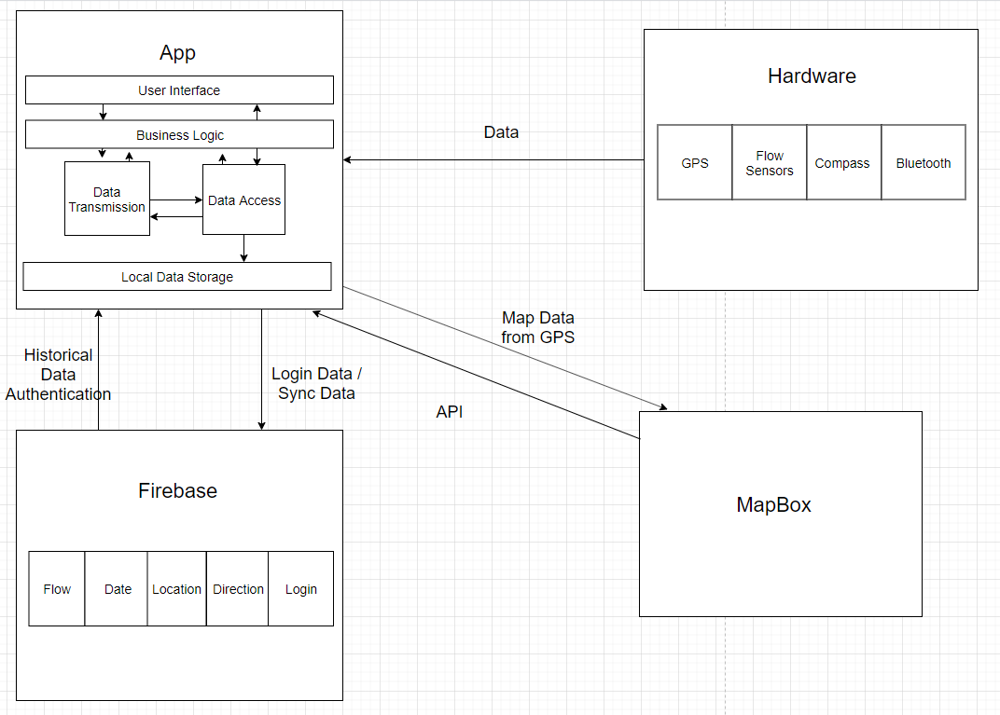 App
User Interface
Business Logic
Data
Transmission
Data Access
Local Data Storage
Data
Hardware
GPS
Flow
Sensors
Compass
Bluetooth
Historical
Data
Authentication
Login Data /
Sync Data
Map Data
from GPS
API
Firebase
Flow
Date
Location
Direction
Login
MapBox